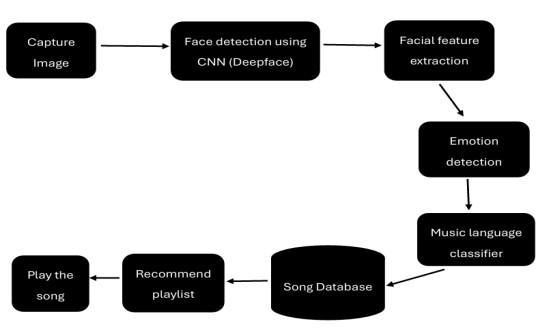 Capture
Image
Face detection using
CNN (Deepface)
Facial feature
extraction
Emotion
detection
Music language
classifier
Song Database
Recommend
playlist
Play the
song